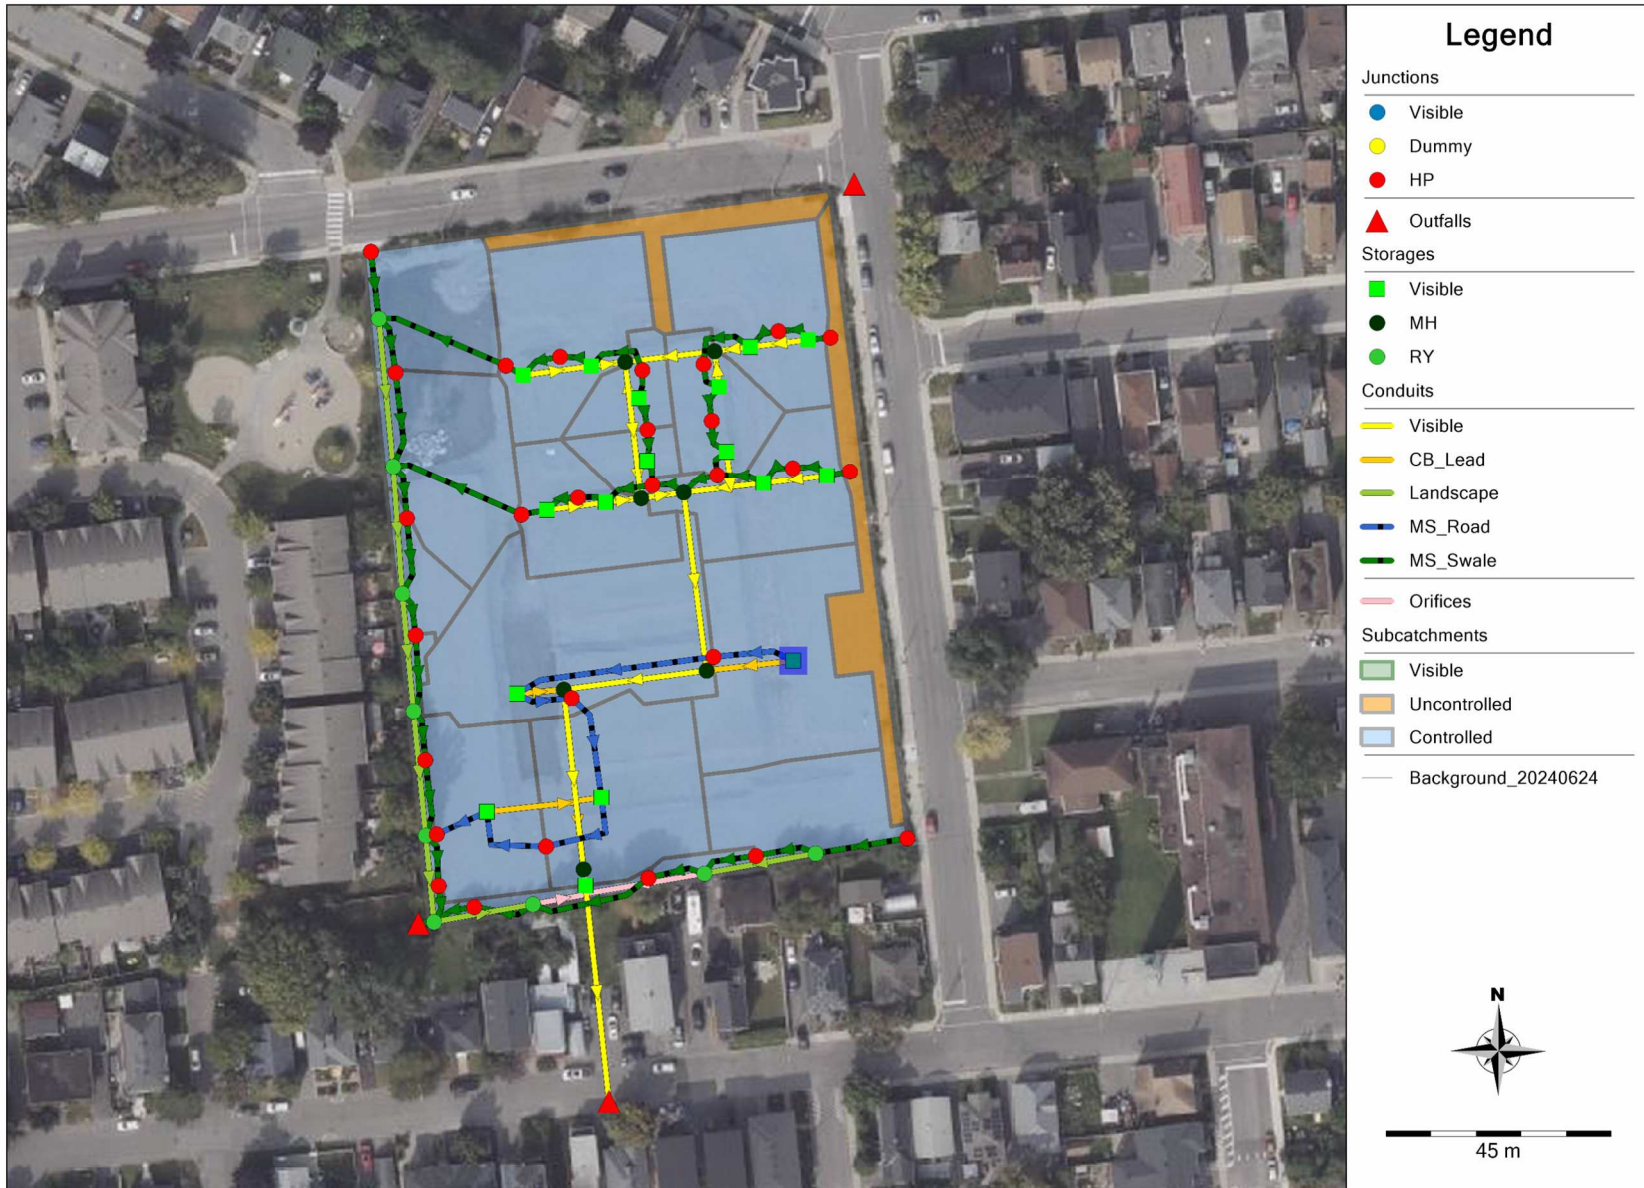 Legend
Junctions
Visible
Dummy
HP
Outfalls
Storages
Visible
MH
RY
Conduits
Visible
CB_Lead
Landscape
MS_Road
MS_Swale
Orifices
Subcatchments
Visible
Uncontrolled
Controlled
Background_20240624
N
45 m